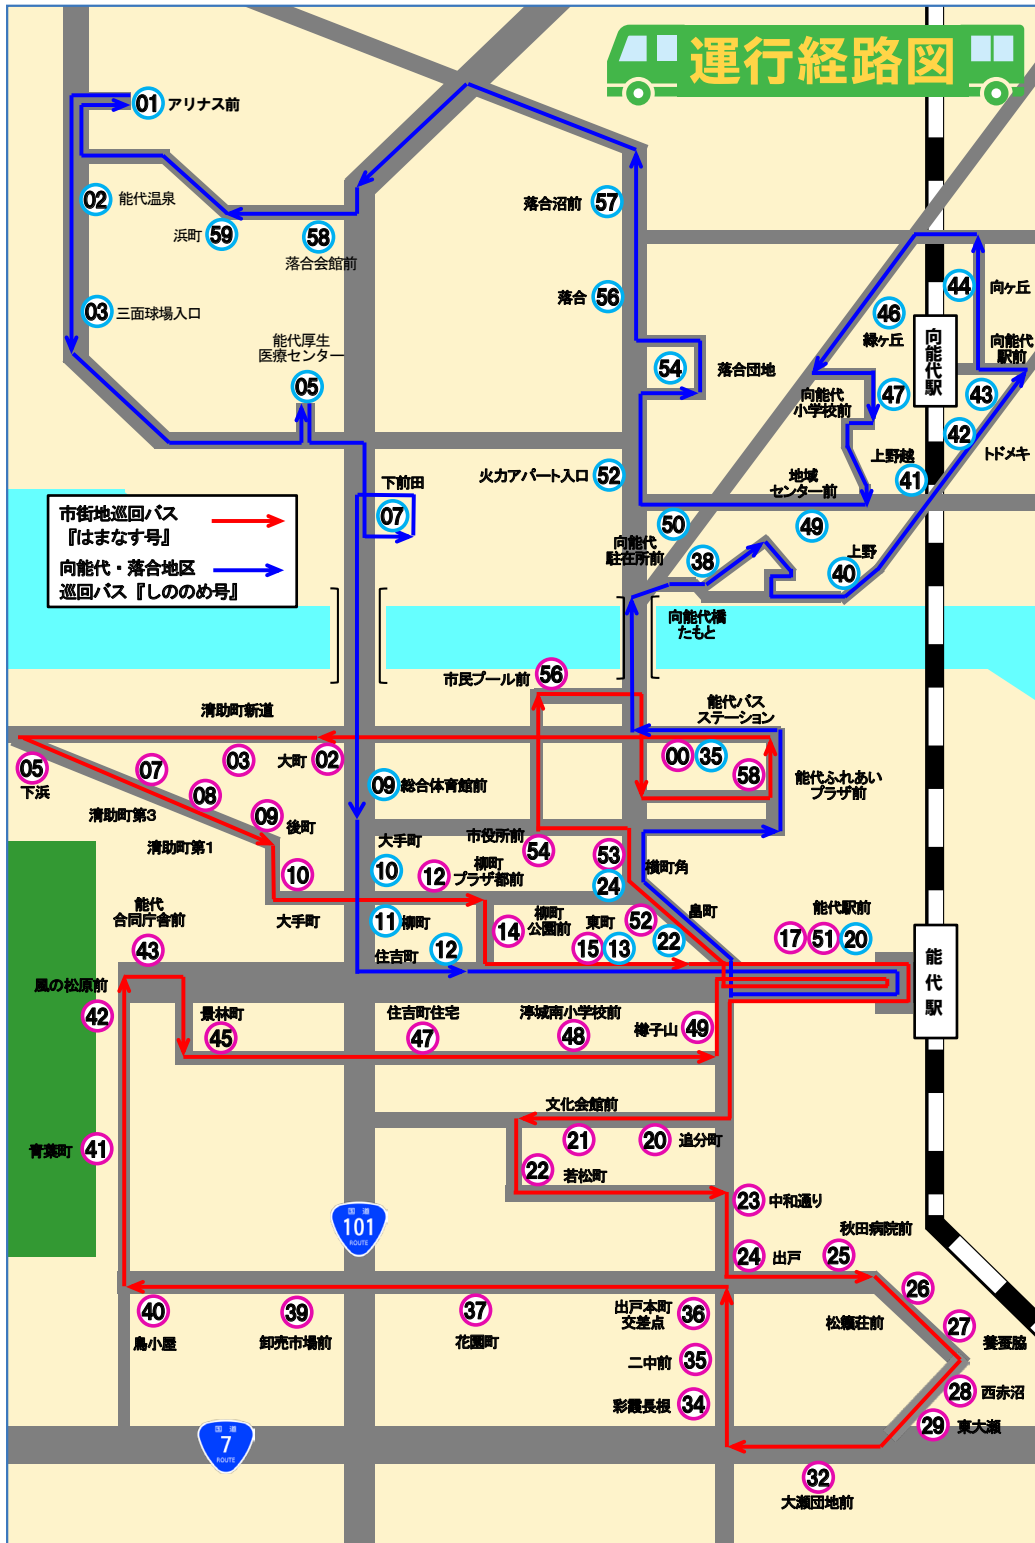 運行経路図
01 アリナス前
02 能代温泉
浜町 59
58
落合会館前
落合沼前 57
03 三面球場入口
落合 56
能代厚生
医療センター
05
44 向ヶ丘
46
緑ヶ丘
向能代駅
向能代
駅前
54 落合団地
向能代
小学校前
47
43
42
トドメキ
上野越
41
火力アパート入口 52
地域
センター前
49
下前田
07
50
向能代
駐在所前
38
上野
40
市街地巡回バス
『はまなす号』
向能代・落合地区
巡回バス『しののめ号』
向能代橋
たもと
市民プール前 56
清助町新道
能代バス
ステーション
00 35
58
能代ふれあい
プラザ前
05
下浜
07
03
大町 02
08
清助町第3
09 後町
清助町第1
09 総合体育館前
大手町
10
市役所前
54
53
24
横町角
10
12
柳町
プラザ都前
大手町
能代
合同庁舎前
43
11 柳町
住吉町 12
14
柳町
公園前
東町
15 13
52
22
畠町
能代駅前
17 51 20
能代駅
風の松原前
42
景林町
45
住吉町住宅
47
渟城南小学校前
48
樽子山 49
文化会館前
21
20 追分町
青葉町 41
22 若松町
23 中和通り
国道
101
ROUTE
24 出戸
25
秋田病院前
26
松籟荘前
27
養蚕脇
28 西赤沼
29 東大瀬
40
鳥小屋
39
卸売市場前
37
花園町
出戸本町
交差点
36
二中前 35
彩霞長根 34
国道
7
ROUTE
32
大瀬団地前